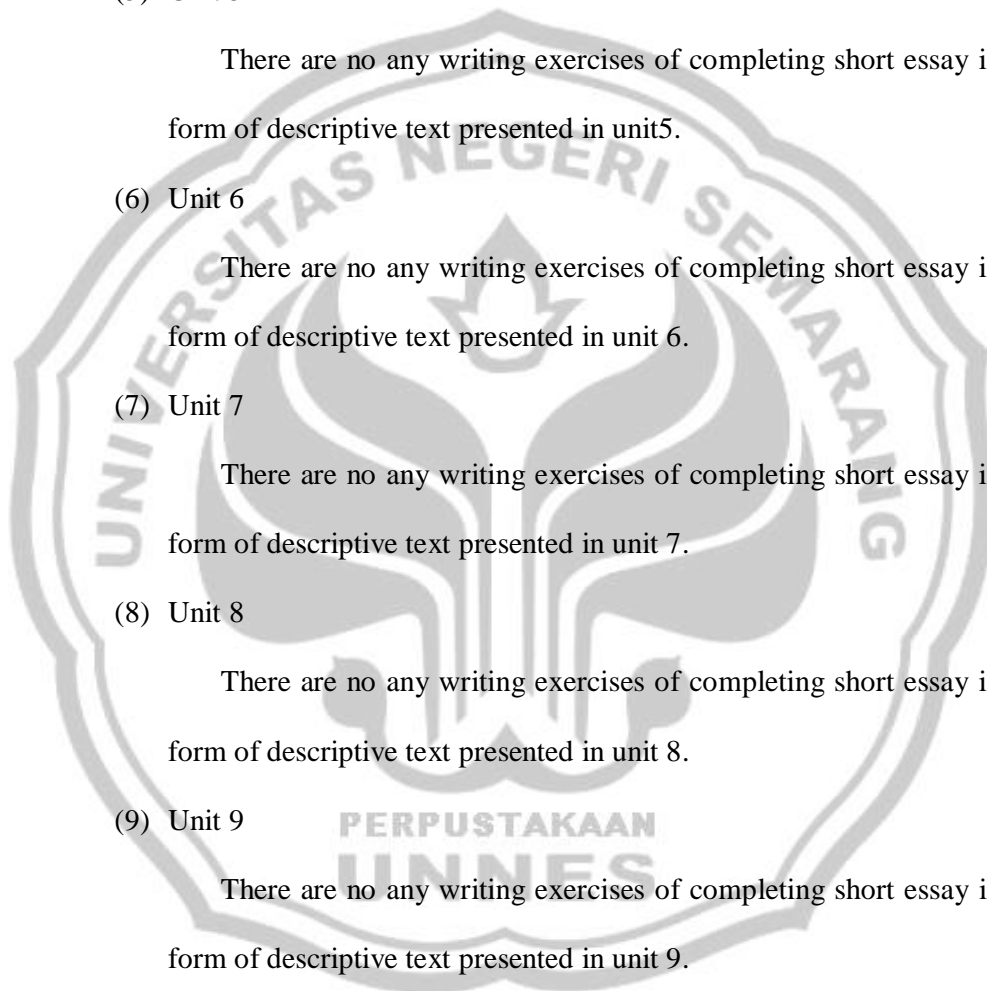 There are no any writing exercises of completing short essay i
form of descriptive text presented in unit5.
(6) Unit 6
There are no any writing exercises of completing short essay i
form of descriptive text presented in unit 6.
(7) Unit 7
There are no any writing exercises of completing short essay i
form of descriptive text presented in unit 7.
(8) Unit 8
There are no any writing exercises of completing short essay i
form of descriptive text presented in unit 8.
(9) Unit 9
There are no any writing exercises of completing short essay i
form of descriptive text presented in unit 9.
UNIVERSITAS NEGERI SEMARANG
PERPUSTAKAAN
UNNES